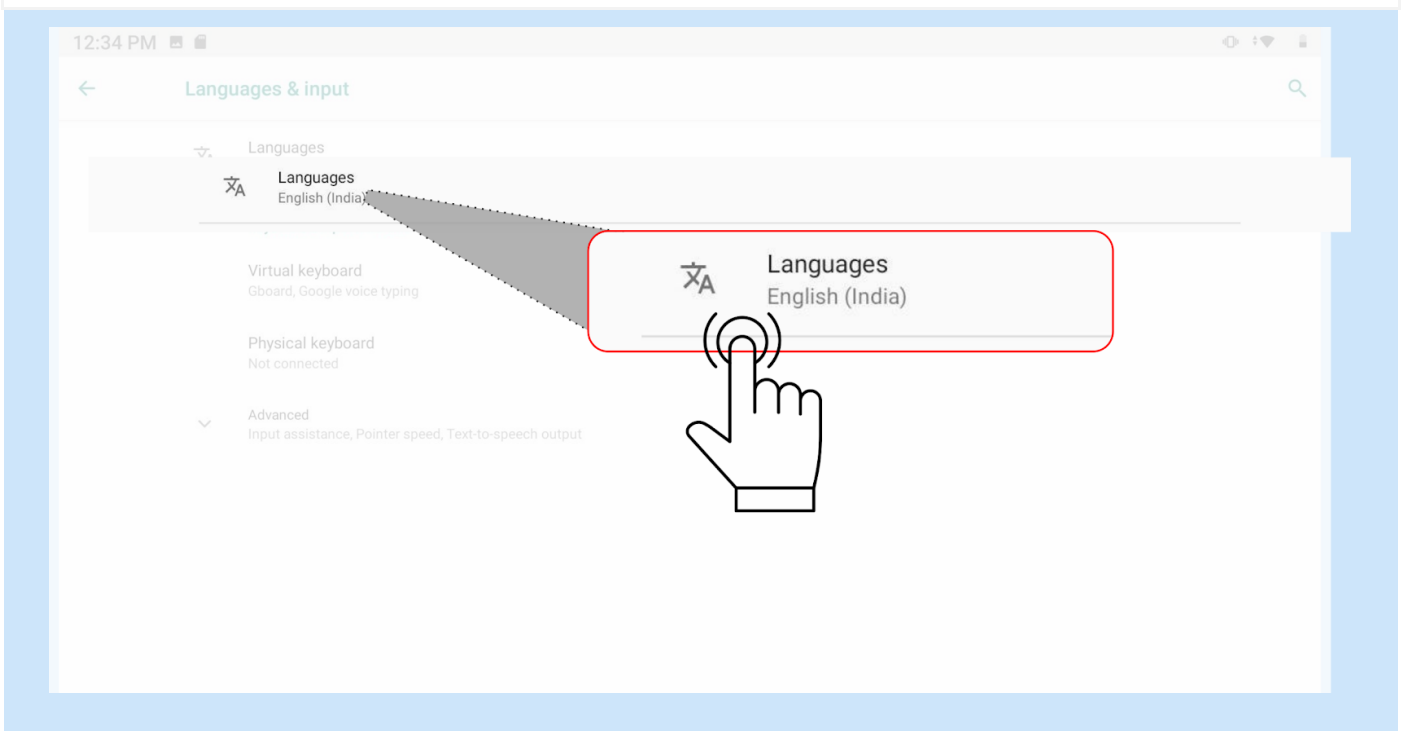 12:34 PM
Languages & input
Languages
Languages
English (India)
Languages
English (India)
Virtual keyboard
Gboard, Google voice typing
Physical keyboard
Not connected
Advanced
Input assistance, Pointer speed, Text-to-speech output